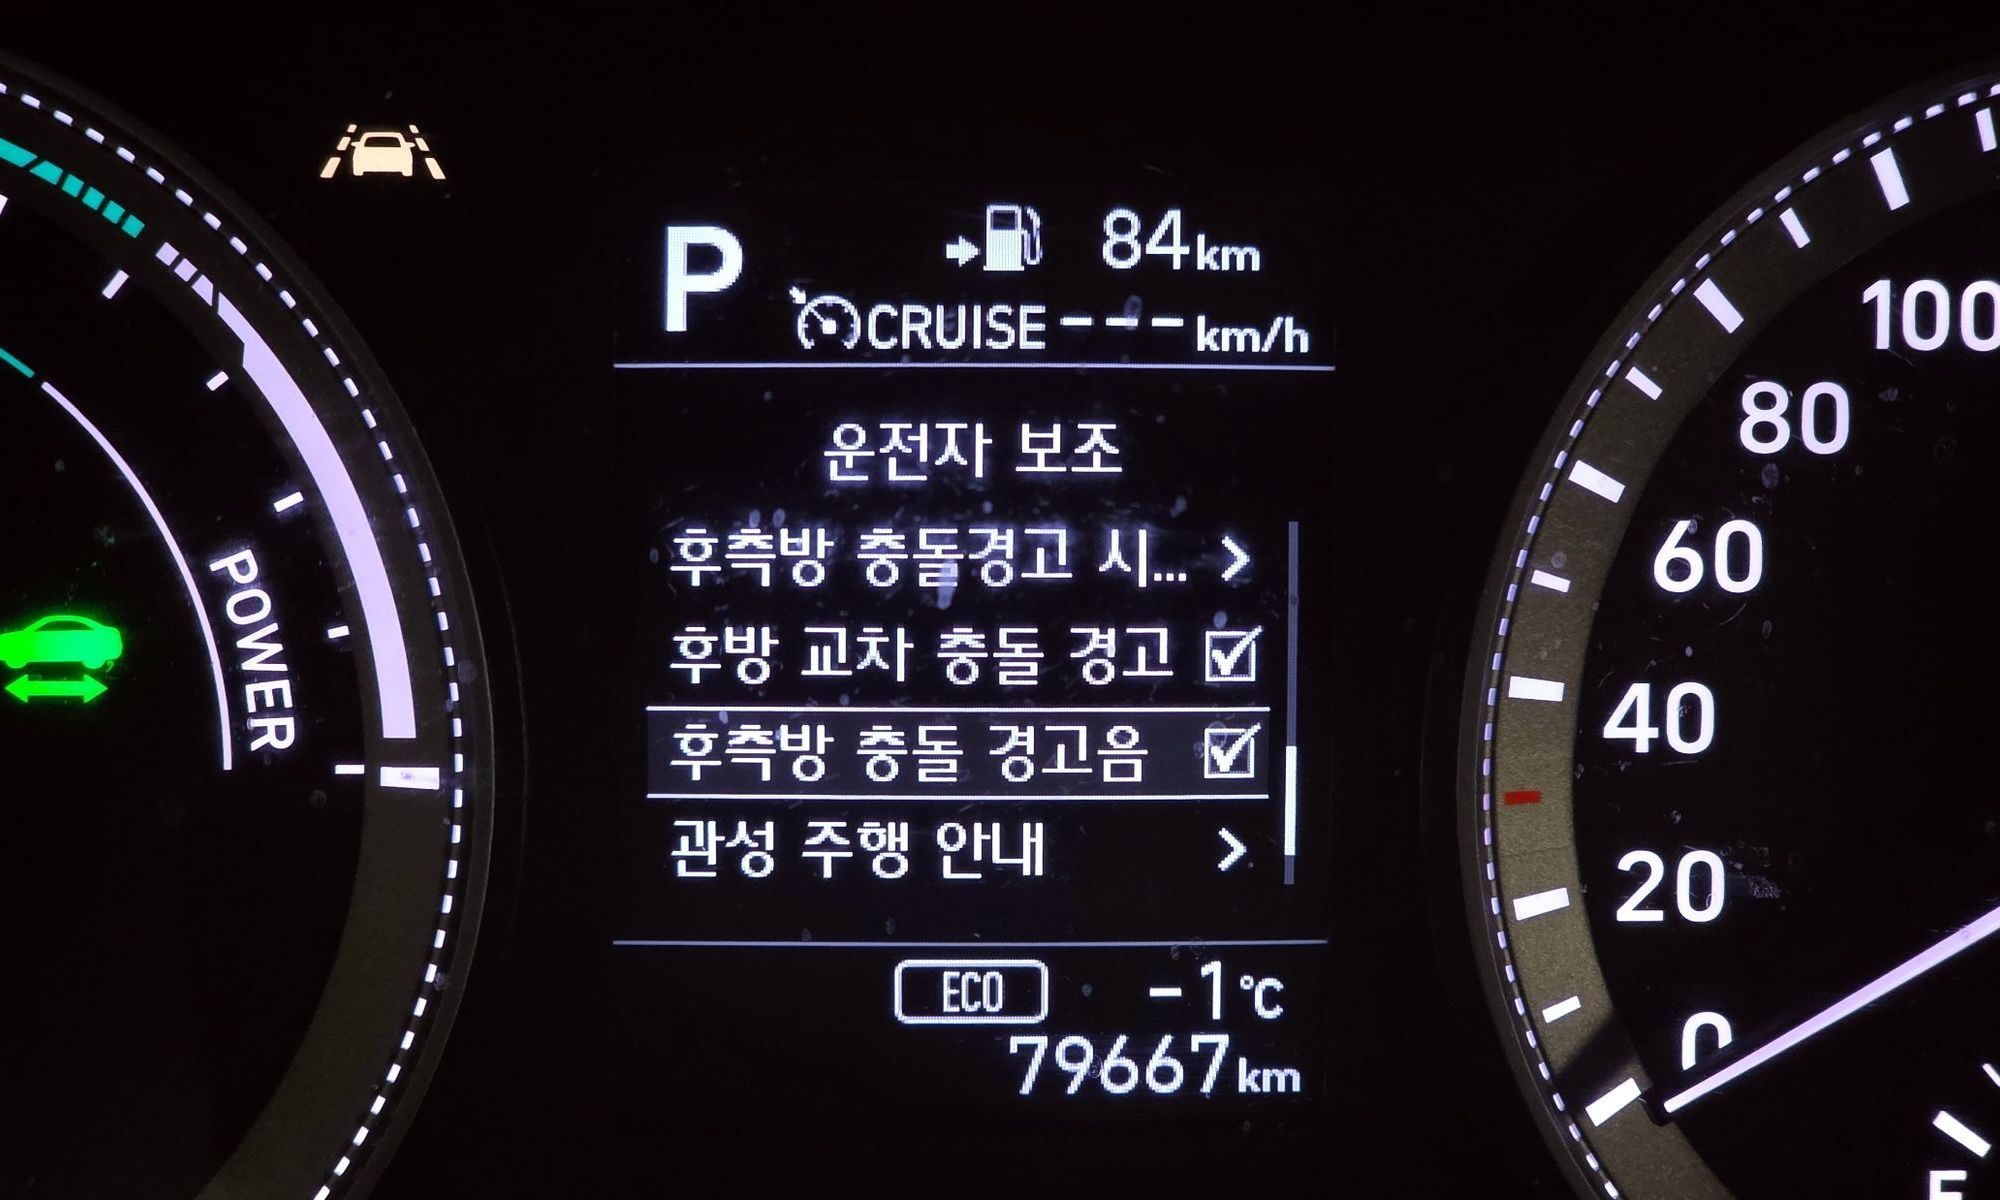 P
84km
CRUISE ---km/h
운전자 보조
후측방 충돌경고 시...
후방 교차 충돌 경고
후측방 충돌 경고음
관성 주행 안내
ECO -1°C
79667km
POWER
100
80
60
40
20
0